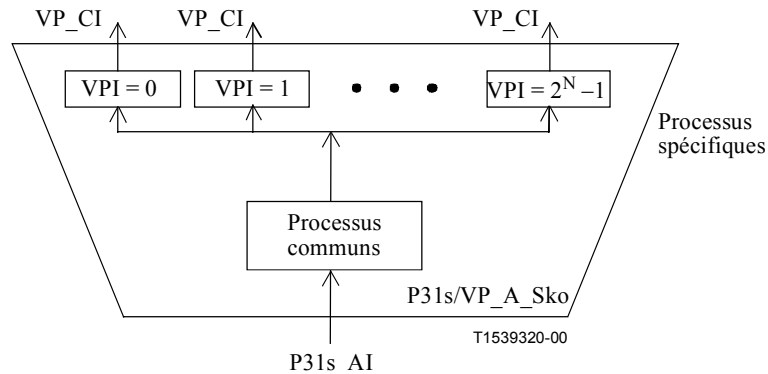 VP_CI VP_CI VP_CI
VPI = 0 VPI = 1 • • • VPI = 2^N –1
Processus
spécifiques
Processus
communs
P31s/VP_A_Sko
T1539320-00
P31s_AI